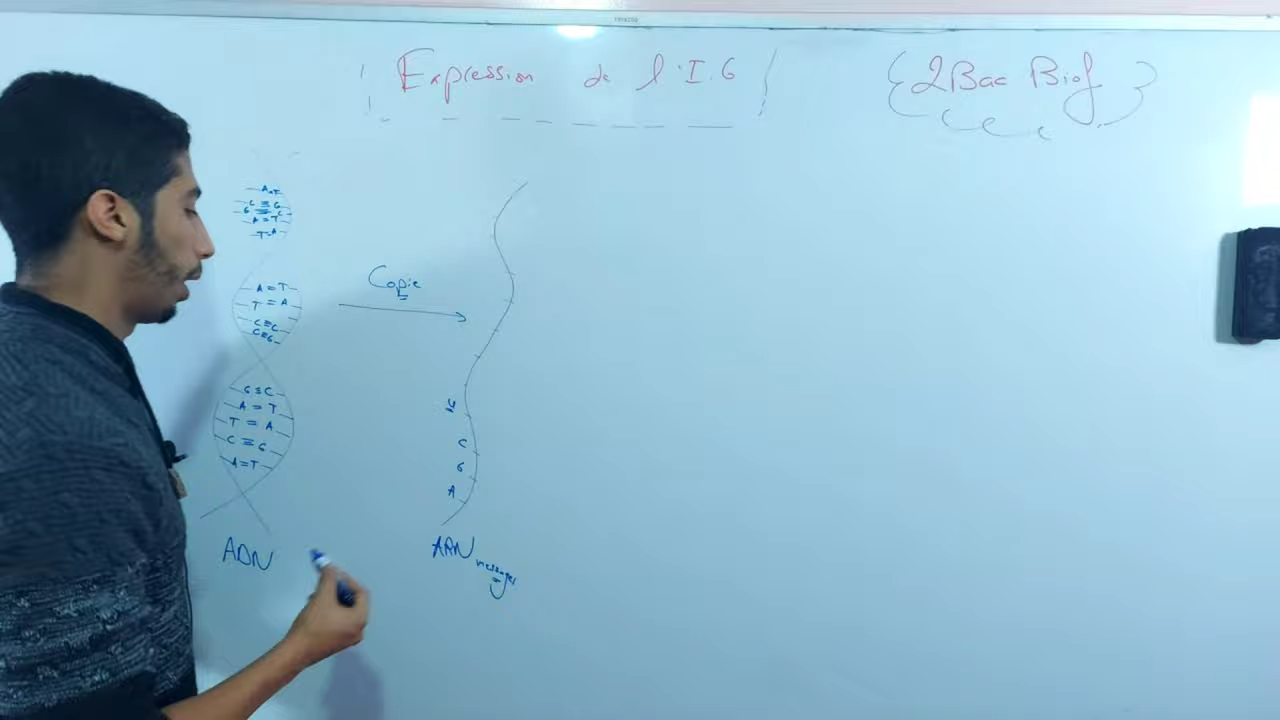 Expression de l'I.G
2Bac Biof
A=T
C≡G
G≡C
A=T
T=A
A=T
T=A
C≡C
C≡G
G≡C
A=T
T=A
C≡G
A=T
ADN
Copie
U
C
G
A
ARN messager